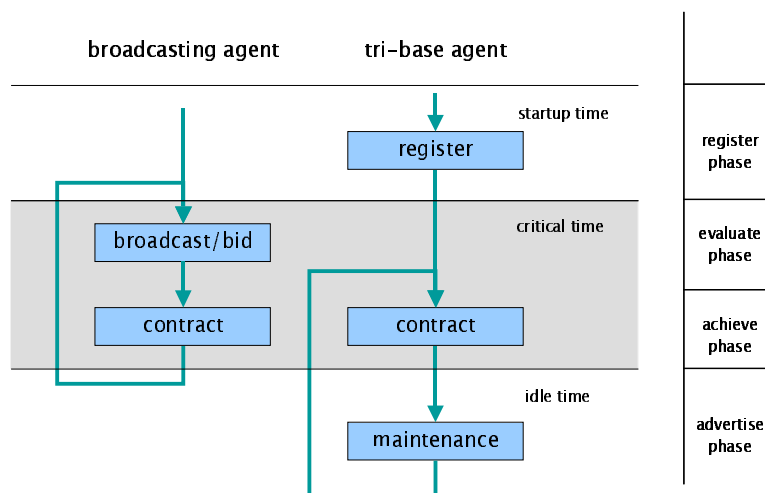 broadcasting agent
tri-base agent
startup time
register
register
phase
critical time
evaluate
phase
broadcast/bid
contract
contract
achieve
phase
idle time
maintenance
advertise
phase